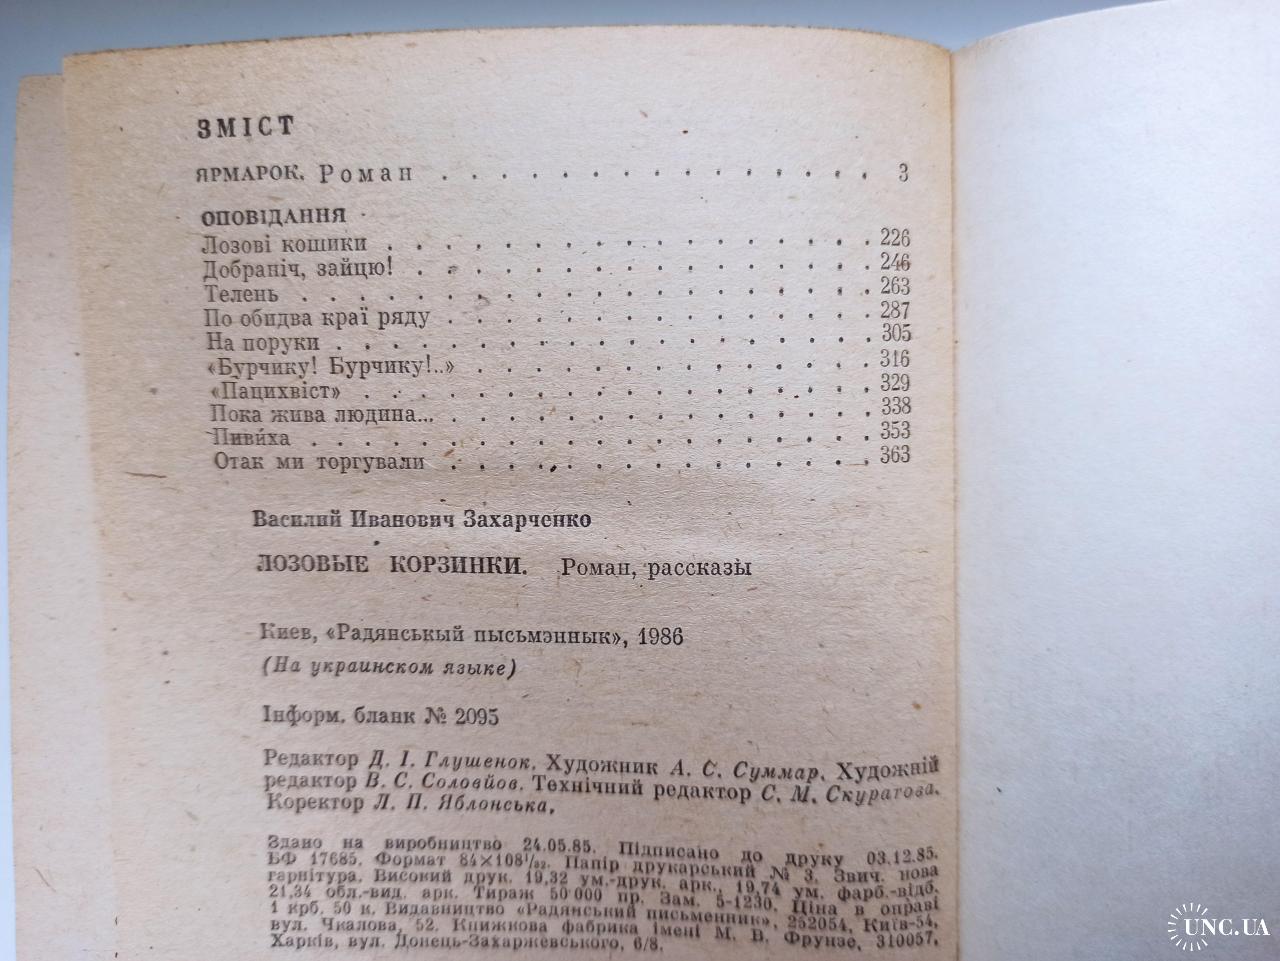 ЗМІСТ
ЯРМАРОК. Роман . . . . . . . . . . . . . . . 3
ОПОВІДАННЯ
Лозові кошики . . . . . . . . . . . . . . . . . 226
Добраніч, зайцю! . . . . . . . . . . . . . . . . 246
Телень . . . . . . . . . . . . . . . . . . . . 263
По обидва краї ряду . . . . . . . . . . . . . . . 287
На поруки . . . . . . . . . . . . . . . . . . . 305
«Бурчику! Бурчику!..» . . . . . . . . . . . . . . 316
«Пацихвіст» . . . . . . . . . . . . . . . . . . 329
Пока жива людина... . . . . . . . . . . . . . . . 338
Пиви́ха . . . . . . . . . . . . . . . . . . . . 353
Отак ми торгували . . . . . . . . . . . . . . . 363
Василий Иванович Захарченко
ЛОЗОВЫЕ КОРЗИНКИ. Роман, рассказы
Киев, «Радянськый пысьмэннык», 1986
(На украинском языке)
Інформ. бланк № 2095
Редактор Д. І. Глушенок. Художник А. С. Суммар. Художній
редактор В. С. Соловйов. Технічний редактор С. М. Скуратова.
Коректор Л. П. Яблонська.
Здано на виробництво 24.05.85. Підписано до друку 03.12.85.
БФ 17685. Формат 84×108¹/₃₂. Папір друкарський № 3. Звич. нова
гарнітура. Високий друк. 19,32 ум.-друк. арк., 19,74 ум. фарб.-відб.
21,34 обл.-вид. арк. Тираж 50 000 пр. Зам. 5-1230. Ціна в оправі
1 крб. 50 к. Видавництво «Радянський письменник», 252054, Київ-54,
вул. Чкалова, 52. Книжкова фабрика імені М. В. Фрунзе, 310057,
Харків, вул. Донець-Захаржевського, 6/8.
UNC.UA